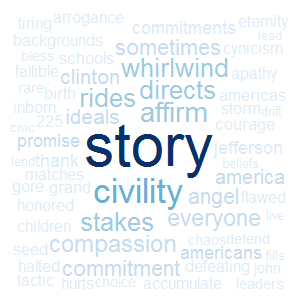 tiring arrogance
commitments eternity
backgrounds sometimes lead
bless schools cynicism
fallible clinton whirlwind apathy
rare birth rides directs americas
inborn ideals affirm storm drift
225 courage
promise story jefferson
civic
lend thank beliefs
matches civility america
gore grand angel flawed
honored stakes everyone live
children chaos defend
seed compassion americans fills
halted commitment defeating john
tactic hurts choice accumulate leaders